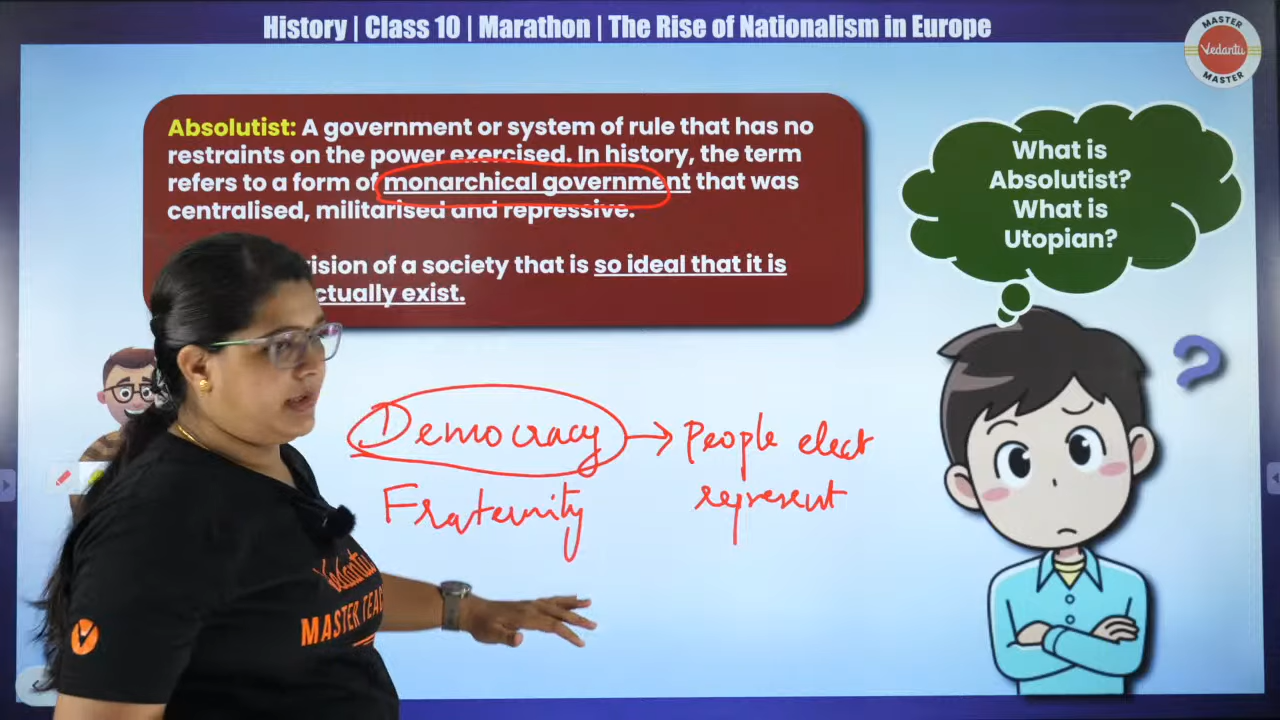 History | Class 10 | Marathon | The Rise of Nationalism in Europe
MASTER
Vedantu
MASTER
Absolutist: A government or system of rule that has no
restraints on the power exercised. In history, the term
refers to a form of monarchical government that was
centralised, militarised and repressive.
of a society that is so ideal that it is
exist.
What is
Absolutist?
What is
Utopian?
Democracy → People elect
Fraternity represent
Vedantu
MASTER